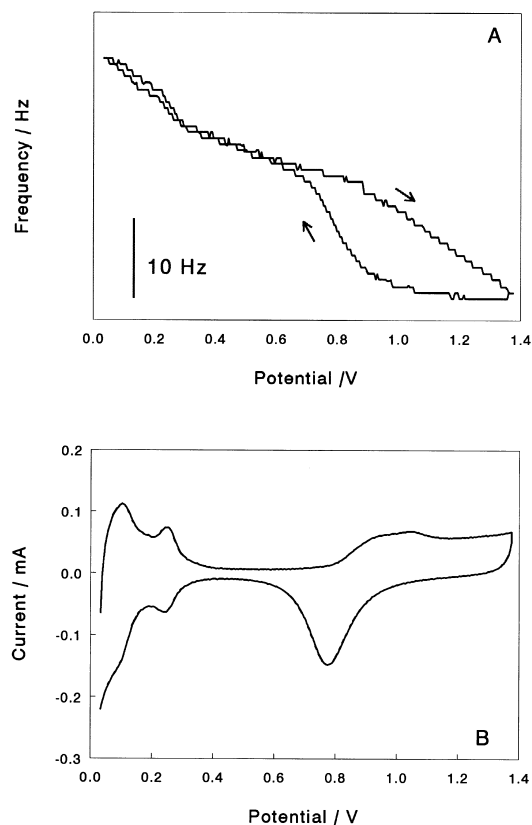 A
Frequency / Hz
10 Hz
0.0 0.2 0.4 0.6 0.8 1.0 1.2 1.4
Potential /V
0.2
0.1
0.0
-0.1
-0.2
-0.3
Current / mA
B
0.0 0.2 0.4 0.6 0.8 1.0 1.2 1.4
Potential / V